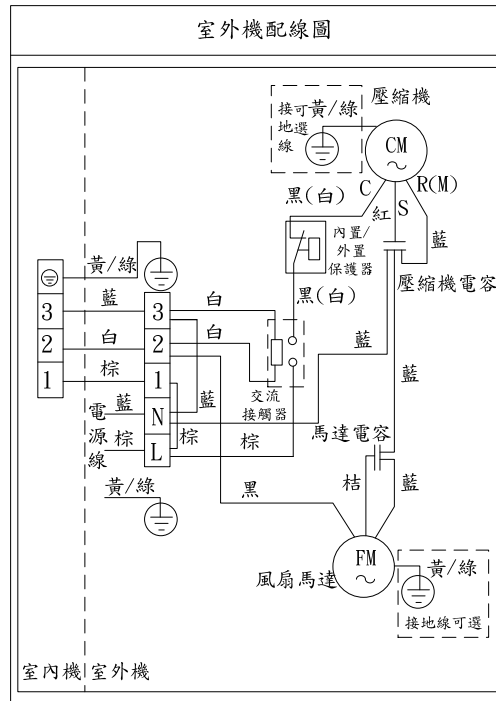 室外機配線圖
壓縮機
接可
地選
線
黃/綠
CM
~
黑(白)
C
紅
S
R(M)
藍
內置/
外置
保護器
壓縮機電容
黑(白)
黃/綠
3
藍
3
白
2
白
2
白
1
棕
1
藍
交流
接觸器
藍
藍
電
源
線
藍
N
棕
L
棕
棕
馬達電容
黃/綠
黑
桔
藍
FM
~
風扇馬達
黃/綠
接地線可選
室內機
室外機